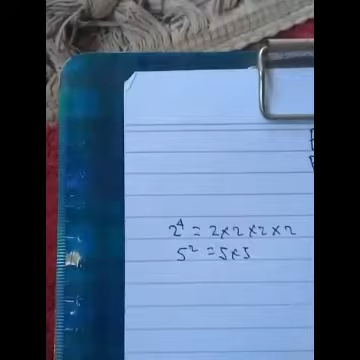 2⁴ = 2×2×2×2
5² = 5×5